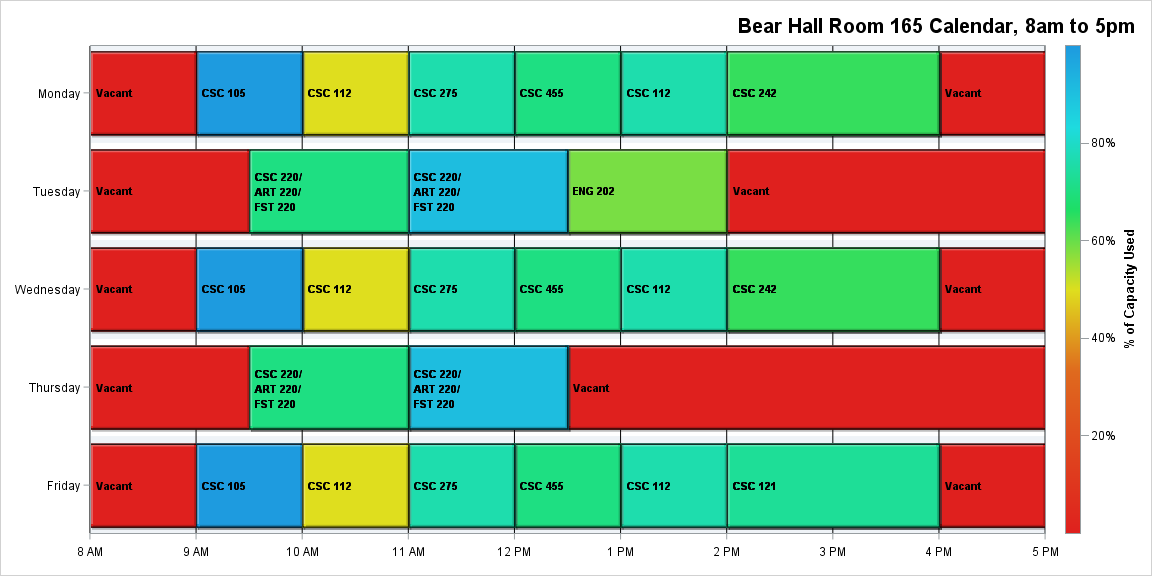 Bear Hall Room 165 Calendar, 8am to 5pm
Monday
Vacant
CSC 105
CSC 112
CSC 275
CSC 455
CSC 112
CSC 242
Vacant
Tuesday
Vacant
CSC 220/
ART 220/
FST 220
CSC 220/
ART 220/
FST 220
ENG 202
Vacant
Wednesday
Vacant
CSC 105
CSC 112
CSC 275
CSC 455
CSC 112
CSC 242
Vacant
Thursday
Vacant
CSC 220/
ART 220/
FST 220
CSC 220/
ART 220/
FST 220
Vacant
Friday
Vacant
CSC 105
CSC 112
CSC 275
CSC 455
CSC 112
CSC 121
Vacant
8 AM
9 AM
10 AM
11 AM
12 PM
1 PM
2 PM
3 PM
4 PM
5 PM
80%
60%
40%
20%
% of Capacity Used